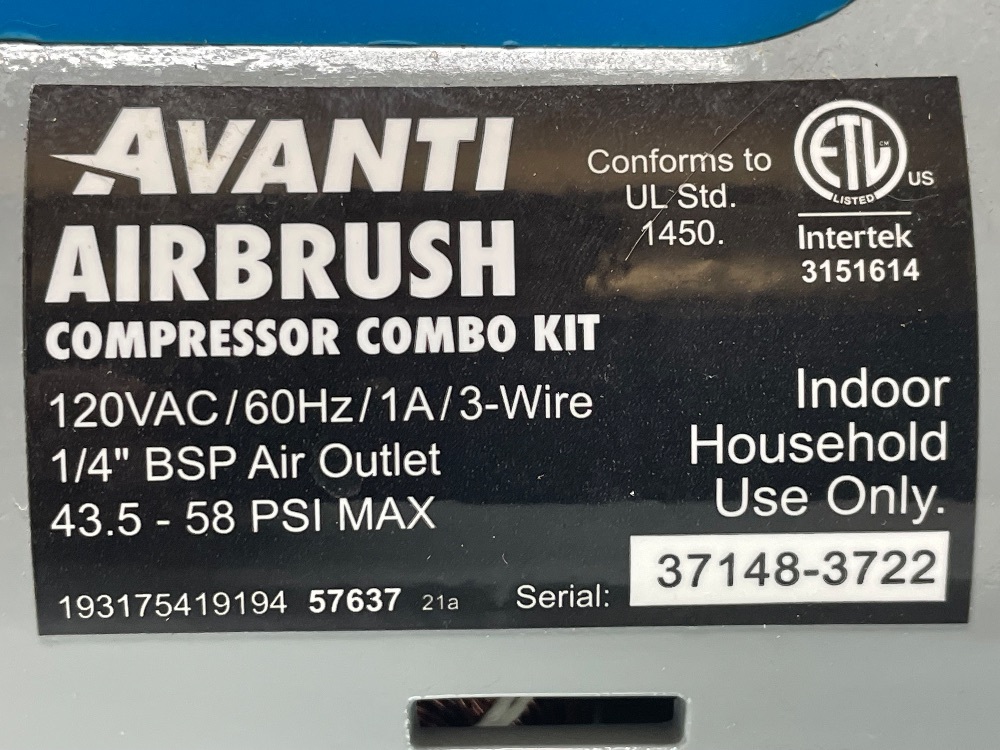 AVANTI
AIRBRUSH
COMPRESSOR COMBO KIT
120VAC/60Hz/1A/3-Wire
1/4" BSP Air Outlet
43.5 - 58 PSI MAX
193175419194 57637 21a
Conforms to
UL Std.
1450.
ETL CM
LISTED
US
Intertek
3151614
Indoor
Household
Use Only.
Serial: 37148-3722